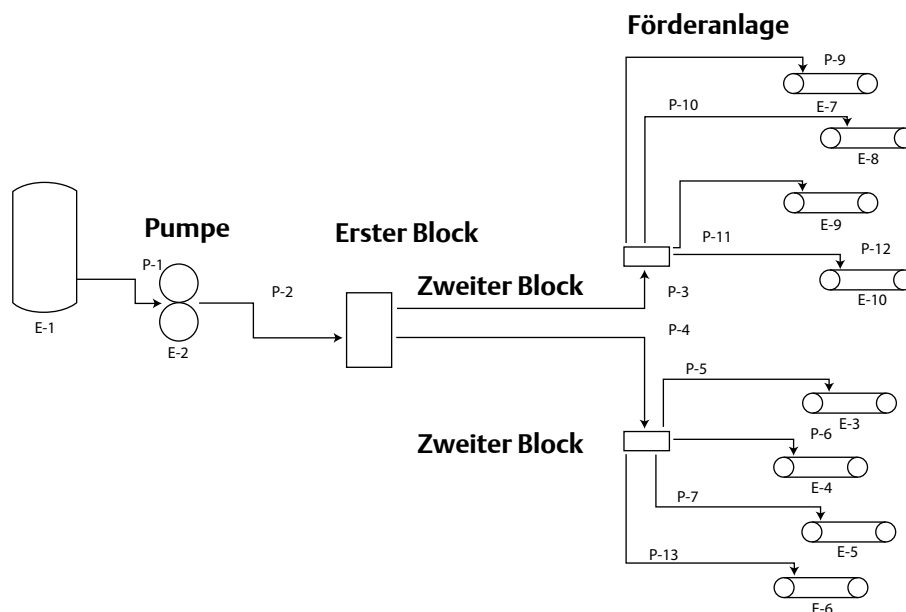 Förderanlage
P-9
E-7
P-10
E-8
E-9
P-11
P-12
E-10
Pumpe
Erster Block
Zweiter Block
P-1
P-2
P-3
P-4
E-1
E-2
P-5
E-3
Zweiter Block
P-6
E-4
P-7
E-5
P-13
E-6